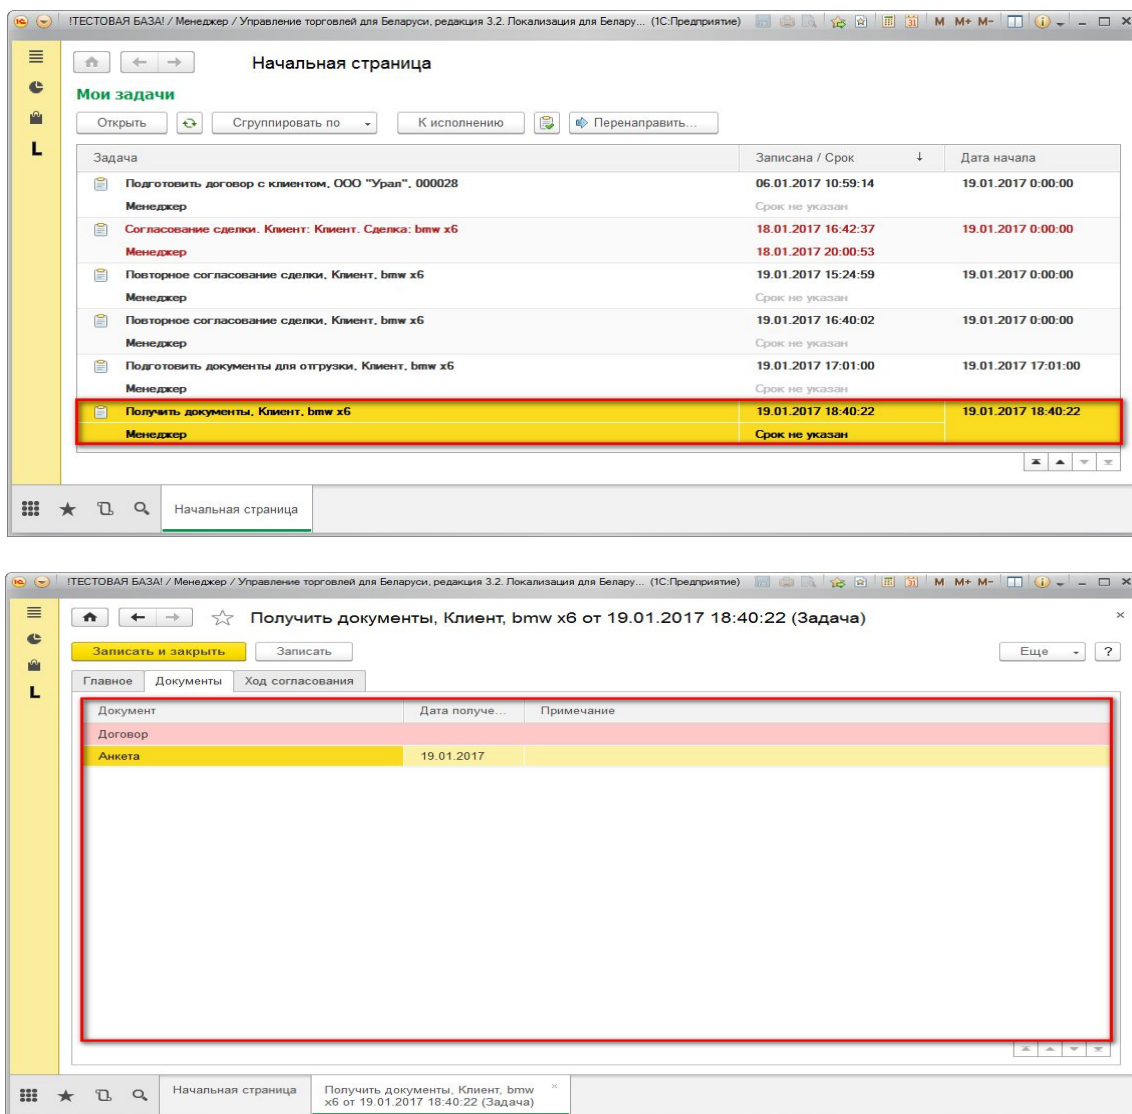 !ТЕСТОВАЯ БАЗА! / Менеджер / Управление торговлей для Беларуси, редакция 3.2. Локализация для Белару... (1С:Предприятие) M M+ M-
Начальная страница
Мои задачи
Открыть Сгруппировать по К исполнению Перенаправить...
L
Задача Записана / Срок ↓ Дата начала
Подготовить договор с клиентом, ООО "Урал", 000028 06.01.2017 10:59:14 19.01.2017 0:00:00
Менеджер Срок не указан
Согласование сделки. Клиент: Клиент. Сделка: bmw x6 18.01.2017 16:42:37 19.01.2017 0:00:00
Менеджер 18.01.2017 20:00:53
Повторное согласование сделки, Клиент, bmw x6 19.01.2017 15:24:59 19.01.2017 0:00:00
Менеджер Срок не указан
Повторное согласование сделки, Клиент, bmw x6 19.01.2017 16:40:02 19.01.2017 0:00:00
Менеджер Срок не указан
Подготовить документы для отгрузки, Клиент, bmw x6 19.01.2017 17:01:00 19.01.2017 17:01:00
Менеджер Срок не указан
Получить документы, Клиент, bmw x6 19.01.2017 18:40:22 19.01.2017 18:40:22
Менеджер Срок не указан
Начальная страница
!ТЕСТОВАЯ БАЗА! / Менеджер / Управление торговлей для Беларуси, редакция 3.2. Локализация для Белару... (1С:Предприятие) M M+ M-
Получить документы, Клиент, bmw x6 от 19.01.2017 18:40:22 (Задача)
Записать и закрыть Записать Еще ?
Главное Документы Ход согласования
L
Документ Дата получе... Примечание
Договор
Анкета 19.01.2017
Начальная страница Получить документы, Клиент, bmw
x6 от 19.01.2017 18:40:22 (Задача)